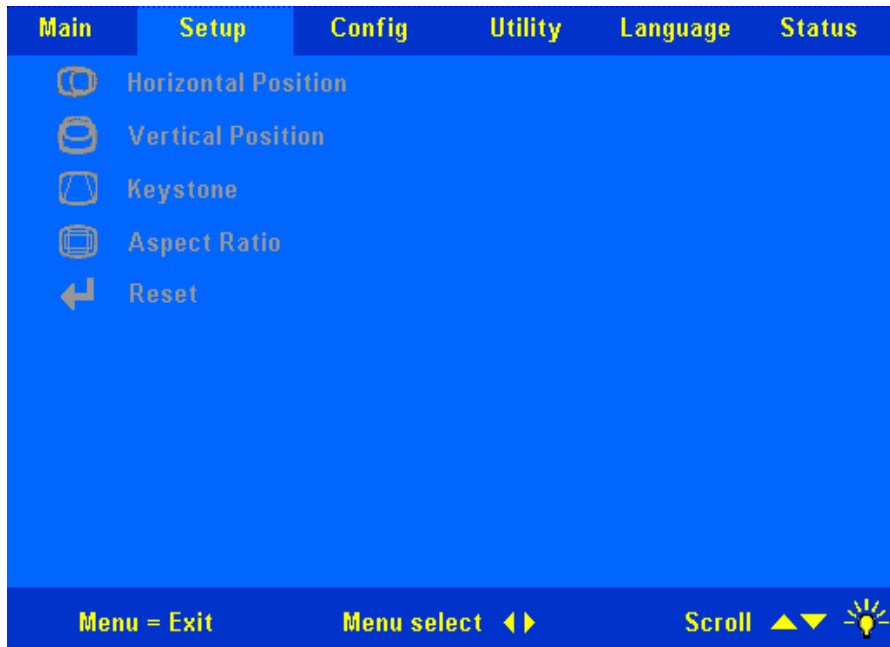 Main Setup Config Utility Language Status
Horizontal Position
Vertical Position
Keystone
Aspect Ratio
Reset
Menu = Exit Menu select Scroll